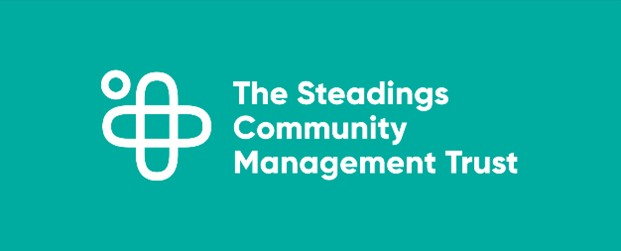 The Steadings
Community
Management Trust